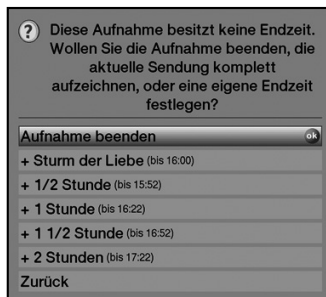 ? Diese Aufnahme besitzt keine Endzeit.
Wollen Sie die Aufnahme beenden, die
aktuelle Sendung komplett
aufzeichnen, oder eine eigene Endzeit
festlegen?
Aufnahme beenden ok
+ Sturm der Liebe (bis 16:00)
+ 1/2 Stunde (bis 15:52)
+ 1 Stunde (bis 16:22)
+ 1 1/2 Stunde (bis 16:52)
+ 2 Stunden (bis 17:22)
Zurück